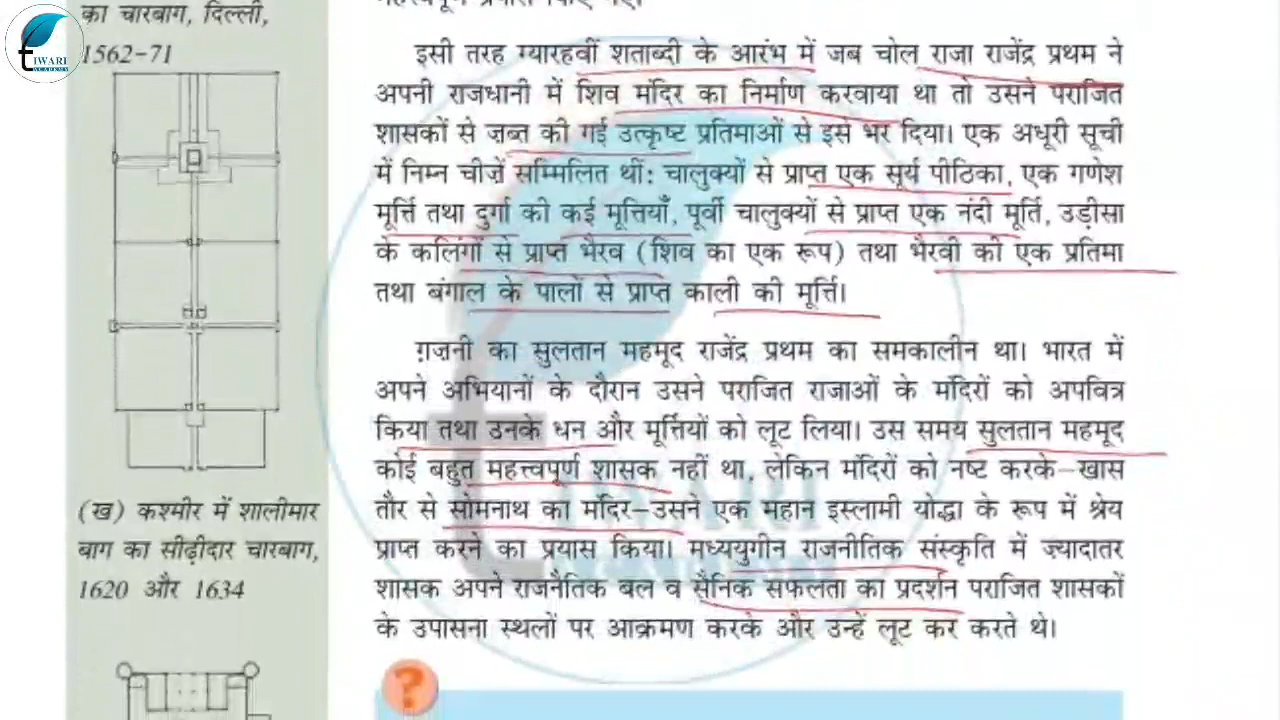 का चारबाग, दिल्ली,
1562-71
इसी तरह ग्यारहवीं शताब्दी के आरंभ में जब चोल राजा राजेंद्र प्रथम ने
अपनी राजधानी में शिव मंदिर का निर्माण करवाया था तो उसने पराजित
शासकों से ज़ब्त की गई उत्कृष्ट प्रतिमाओं से इसे भर दिया। एक अधूरी सूची
में निम्न चीज़ें सम्मिलित थीं: चालुक्यों से प्राप्त एक सूर्य पीठिका, एक गणेश
मूर्त्ति तथा दुर्गा की कई मूत्तियाँ, पूर्वी चालुक्यों से प्राप्त एक नंदी मूर्ति, उड़ीसा
के कलिंगों से प्राप्त भैरव (शिव का एक रूप) तथा भैरवी की एक प्रतिमा
तथा बंगाल के पालों से प्राप्त काली की मूर्त्ति।
ग़ज़नी का सुलतान महमूद राजेंद्र प्रथम का समकालीन था। भारत में
अपने अभियानों के दौरान उसने पराजित राजाओं के मंदिरों को अपवित्र
किया तथा उनके धन और मूर्त्तियों को लूट लिया। उस समय सुलतान महमूद
कोई बहुत महत्त्वपूर्ण शासक नहीं था, लेकिन मंदिरों को नष्ट करके–खास
तौर से सोमनाथ का मंदिर–उसने एक महान इस्लामी योद्धा के रूप में श्रेय
प्राप्त करने का प्रयास किया। मध्ययुगीन राजनीतिक संस्कृति में ज़्यादातर
शासक अपने राजनैतिक बल व सैनिक सफलता का प्रदर्शन पराजित शासकों
के उपासना स्थलों पर आक्रमण करके और उन्हें लूट कर करते थे।
(ख) कश्मीर में शालीमार
बाग का सीढ़ीदार चारबाग,
1620 और 1634
?
tIWARI